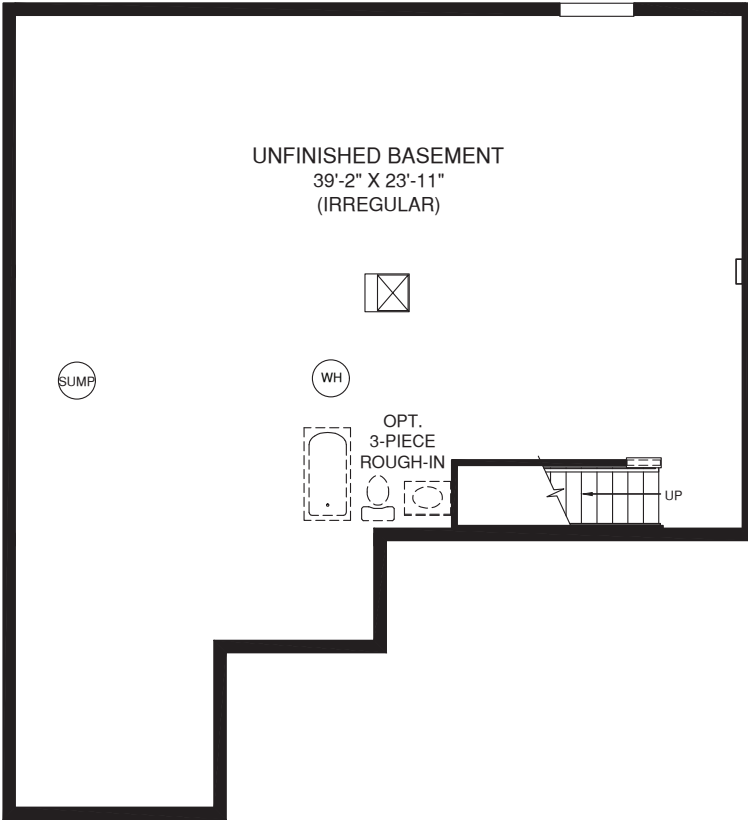 UNFINISHED BASEMENT
39'-2" X 23'-11"
(IRREGULAR)
SUMP
WH
OPT.
3-PIECE
ROUGH-IN
UP